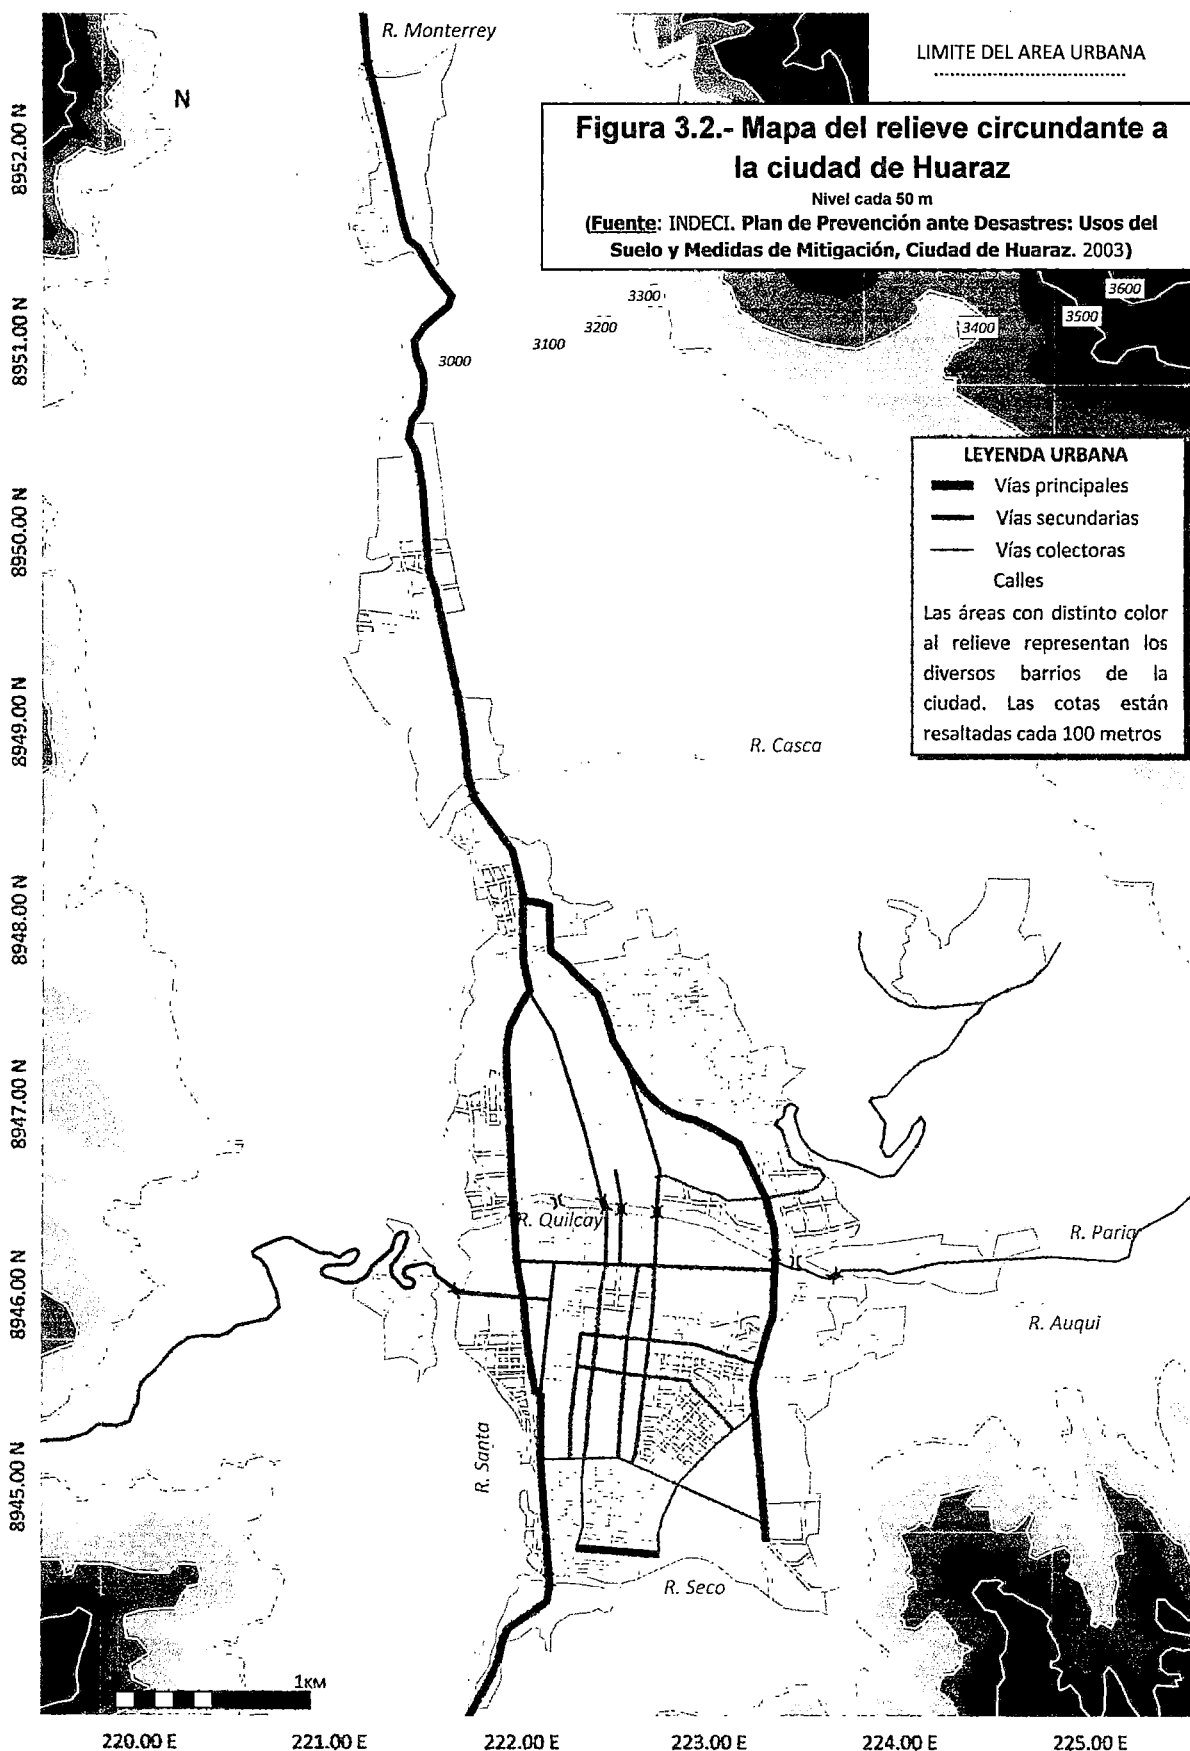 R. Monterrey
LIMITE DEL AREA URBANA
N
Figura 3.2.- Mapa del relieve circundante a
la ciudad de Huaraz
Nivel cada 50 m
(Fuente: INDECI. Plan de Prevención ante Desastres: Usos del
Suelo y Medidas de Mitigación, Ciudad de Huaraz. 2003)
3600
3500
3400
3300
3200
3100
3000
LEYENDA URBANA
Vías principales
Vías secundarias
Vías colectoras
Calles
Las áreas con distinto color
al relieve representan los
diversos barrios de la
ciudad. Las cotas están
resaltadas cada 100 metros
R. Casca
R. Quilcay
R. Paria
R. Auqui
R. Santa
R. Seco
1KM
8952.00 N
8951.00 N
8950.00 N
8949.00 N
8948.00 N
8947.00 N
8946.00 N
8945.00 N
220.00 E
221.00 E
222.00 E
223.00 E
224.00 E
225.00 E